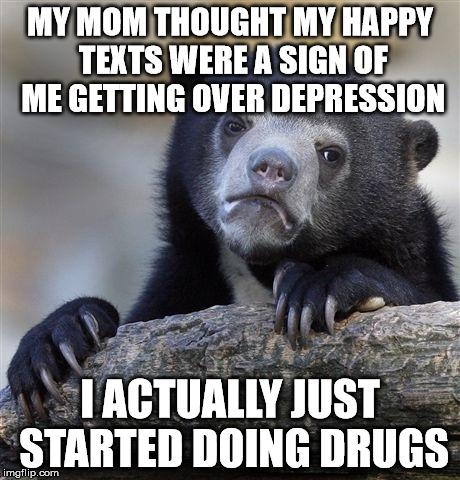 MY MOM THOUGHT MY HAPPY
TEXTS WERE A SIGN OF
ME GETTING OVER DEPRESSION
I ACTUALLY JUST
STARTED DOING DRUGS
imgflip.com